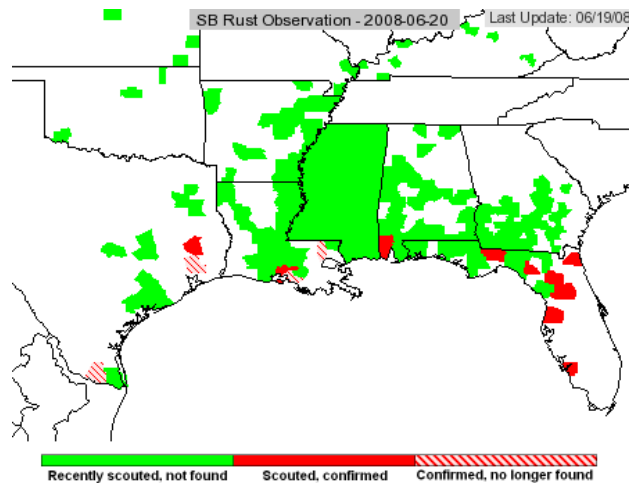 SB Rust Observation - 2008-06-20
Last Update: 06/19/08
Recently scouted, not found
Scouted, confirmed
Confirmed, no longer found